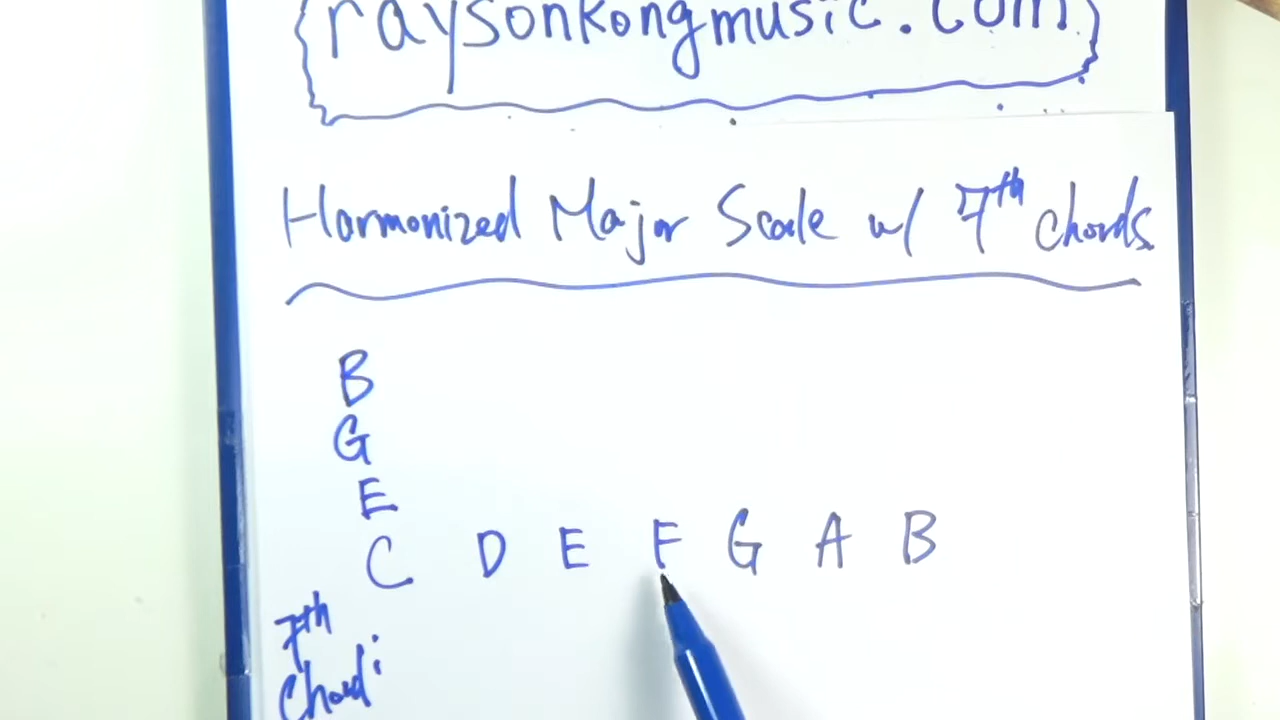 raysonkongmusic.com
Harmonized Major Scale w/ 7th chords
B
G
E
C D E F G A B
7th
Chord: